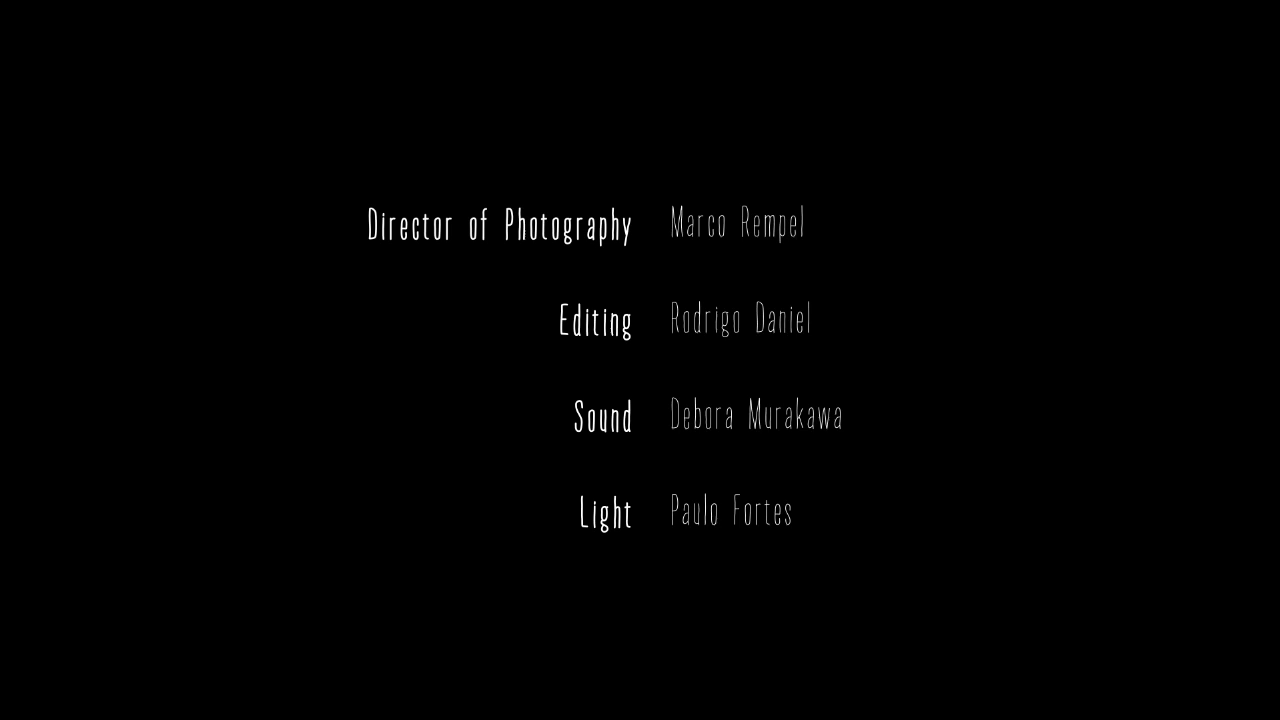 Director of Photography Marco Rempel
Editing Rodrigo Daniel
Sound Debora Murakawa
Light Paulo Fortes